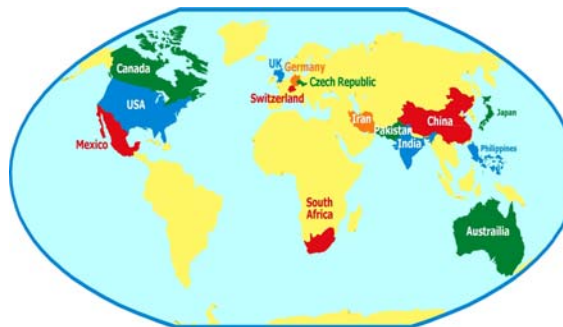 Canada
UK
Germany
Czech Republic
USA
Switzerland
Mexico
Iran
Pakistan
India
China
Japan
Philippines
South
Africa
Austrailia